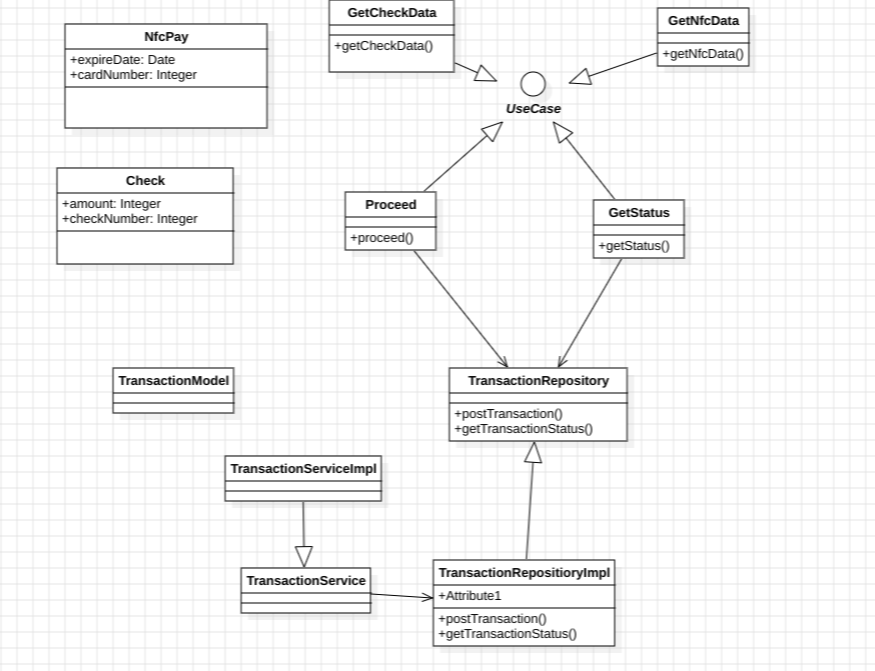 NfcPay
+expireDate: Date
+cardNumber: Integer
GetCheckData
+getCheckData()
GetNfcData
+getNfcData()
UseCase
Check
+amount: Integer
+checkNumber: Integer
Proceed
+proceed()
GetStatus
+getStatus()
TransactionModel
TransactionRepository
+postTransaction()
+getTransactionStatus()
TransactionServiceImpl
TransactionService
TransactionRepositioryImpl
+Attribute1
+postTransaction()
+getTransactionStatus()